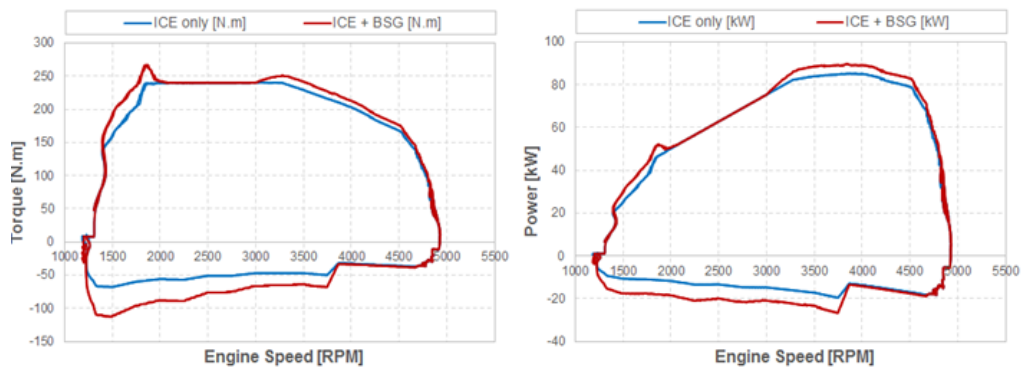 ICE only [N.m] ICE + BSG [N.m]
300
250
200
150
100
50
0
-50
-100
-150
1000 1500 2000 2500 3000 3500 4000 4500 5000 5500
Torque [N.m]
Engine Speed [RPM]
ICE only [kW] ICE + BSG [kW]
100
80
60
40
20
0
-20
-40
1000 1500 2000 2500 3000 3500 4000 4500 5000 5500
Power [kW]
Engine Speed [RPM]